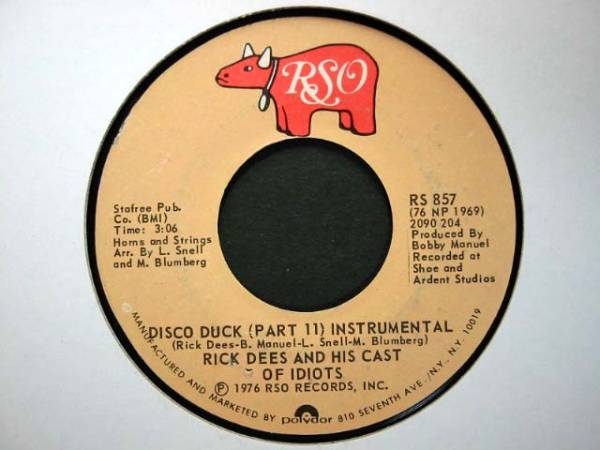 RSO
Stafree Pub.
Co. (BMI)
Time: 3:06
Horns and Strings
Arr. By L. Snell
and M. Blumberg
RS 857
(76 NP 1969)
2090 204
Produced By
Bobby Manuel
Recorded at
Shoe and
Ardent Studios
DISCO DUCK (PART 11) INSTRUMENTAL
(Rick Dees-B. Manuel-L. Snell-M. Blumberg)
RICK DEES AND HIS CAST
OF IDIOTS
℗ 1976 RSO RECORDS, INC.
MANUFACTURED AND MARKETED BY polydor 810 SEVENTH AVE./N.Y., N.Y. 10019